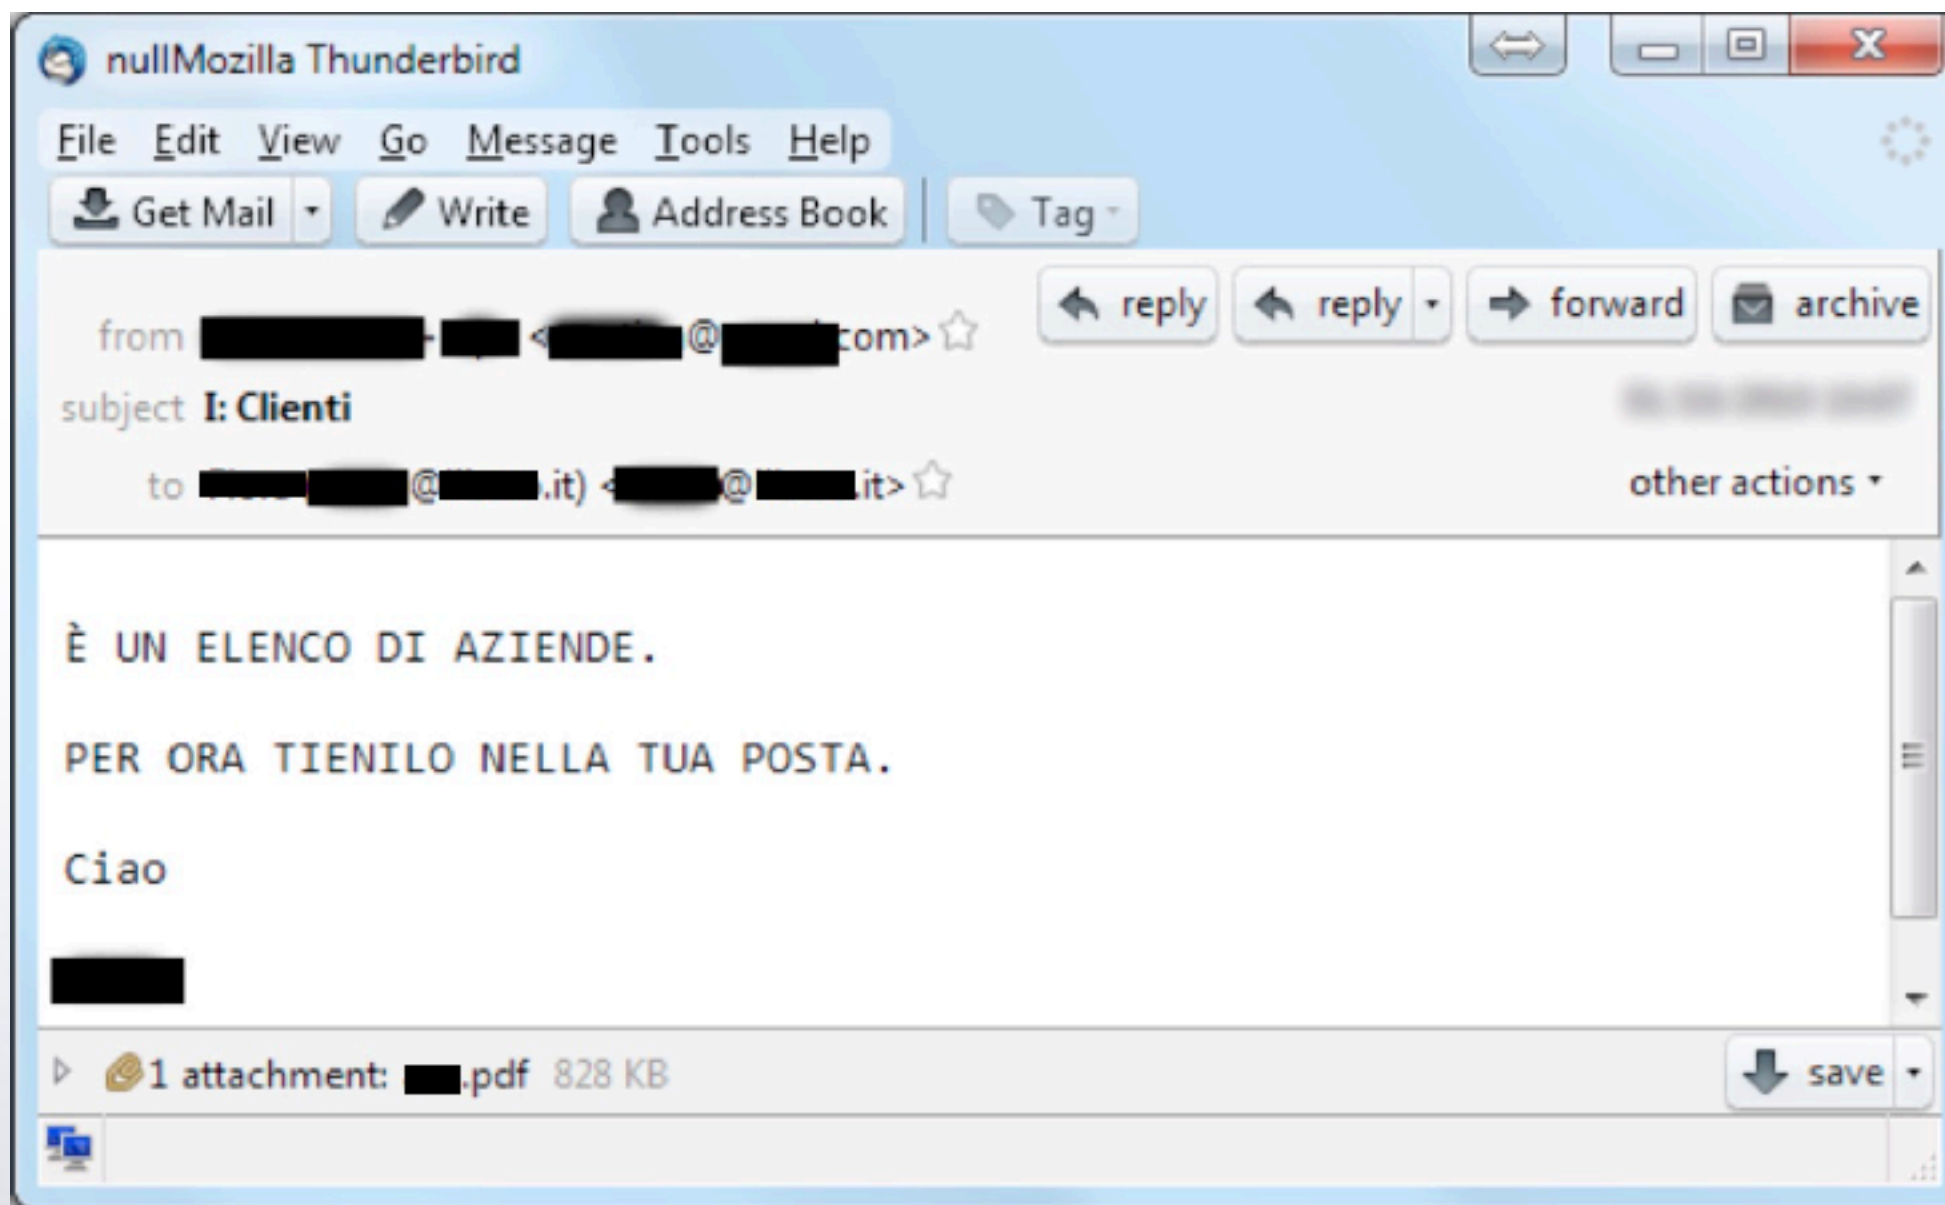 nullMozilla Thunderbird
File Edit View Go Message Tools Help
Get Mail Write Address Book Tag
reply reply forward archive
from - < @ com>
subject I: Clienti
to @ .it) < @ .it>
other actions
È UN ELENCO DI AZIENDE.
PER ORA TIENILO NELLA TUA POSTA.
Ciao
1 attachment: .pdf 828 KB
save